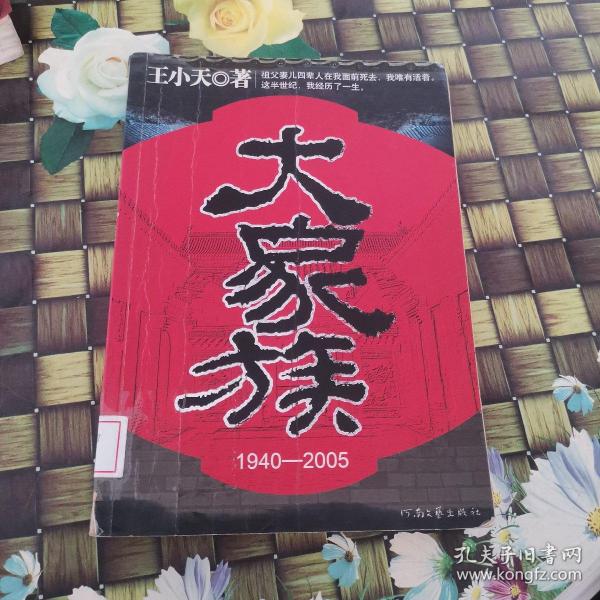 王小天◎著
祖父妻儿四辈人在我面前死去,我唯有活着。
这半世纪,我经历了一生。
大家族
1940—2005
河南文艺出版社
孔夫子旧书网
www.kongfz.com